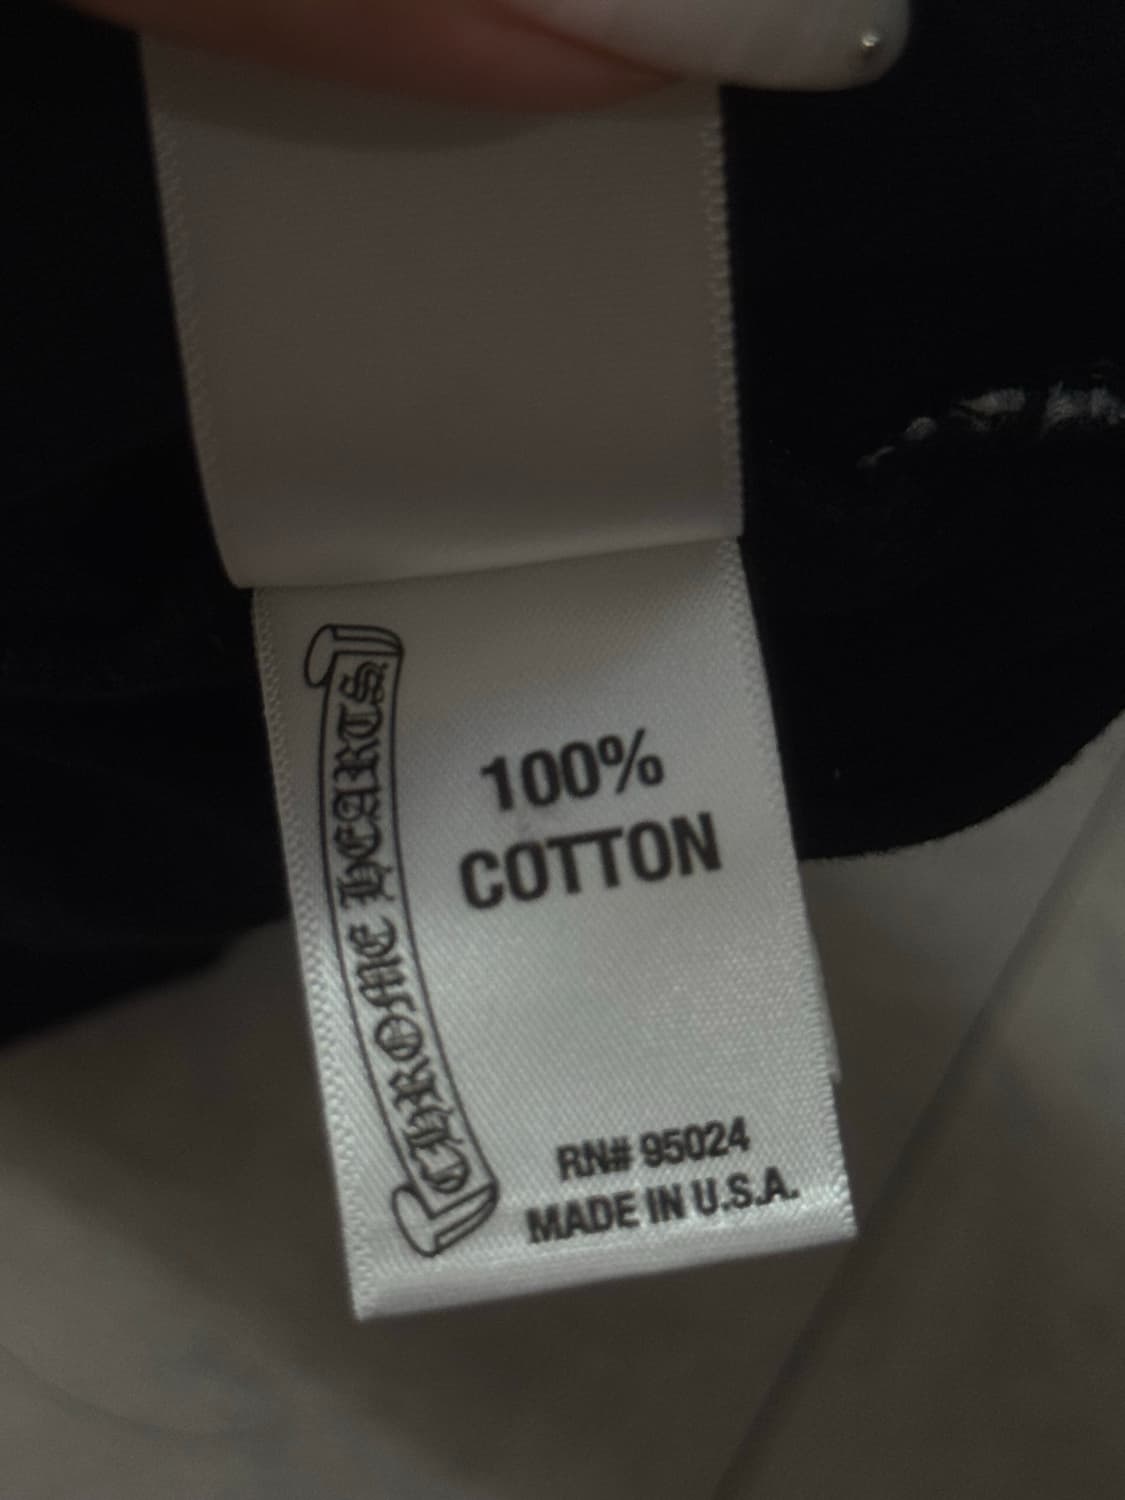 CHROME HEARTS
100%
COTTON
RN# 95024
MADE IN U.S.A.